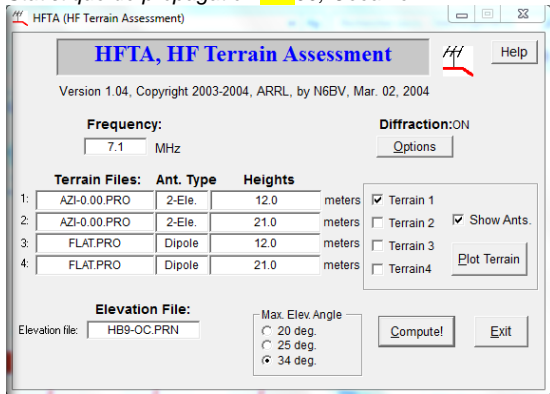 HFTA (HF Terrain Assessment)
HFTA, HF Terrain Assessment
Help
Version 1.04, Copyright 2003-2004, ARRL, by N6BV, Mar. 02, 2004
Frequency:
7.1 MHz
Diffraction:ON
Options
Terrain Files: Ant. Type Heights
1: AZI-0.00.PRO 2-Ele. 12.0 meters
2: AZI-0.00.PRO 2-Ele. 21.0 meters
3: FLAT.PRO Dipole 12.0 meters
4: FLAT.PRO Dipole 21.0 meters
Terrain 1
Terrain 2
Terrain 3
Terrain4
Show Ants.
Plot Terrain
Elevation File:
Elevation file: HB9-OC.PRN
Max. Elev. Angle
20 deg.
25 deg.
34 deg.
Compute!
Exit